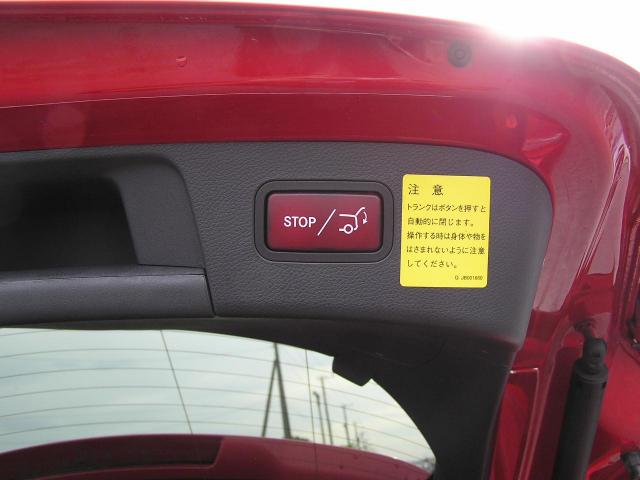 STOP/
注 意
トランクはボタンを押すと
自動的に閉じます。
操作する時は身体や物を
はさまれないように注意
してください。
Q JB001680